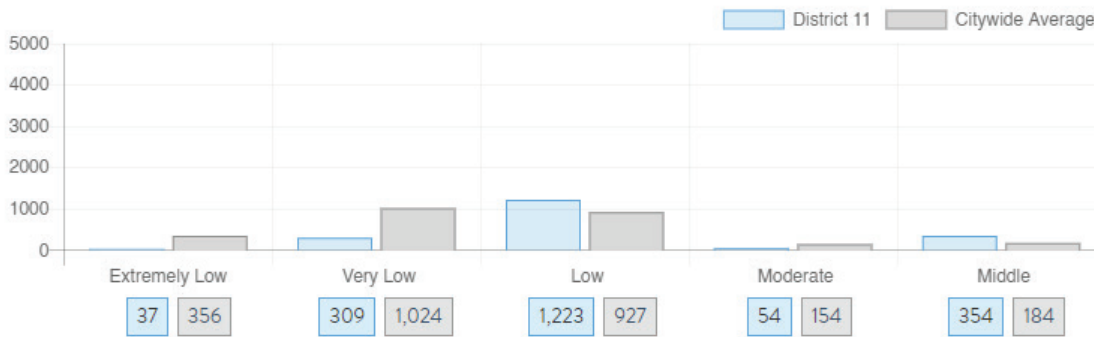 District 11 Citywide Average
5000
4000
3000
2000
1000
0
Extremely Low Very Low Low Moderate Middle
37 356 309 1,024 1,223 927 54 154 354 184